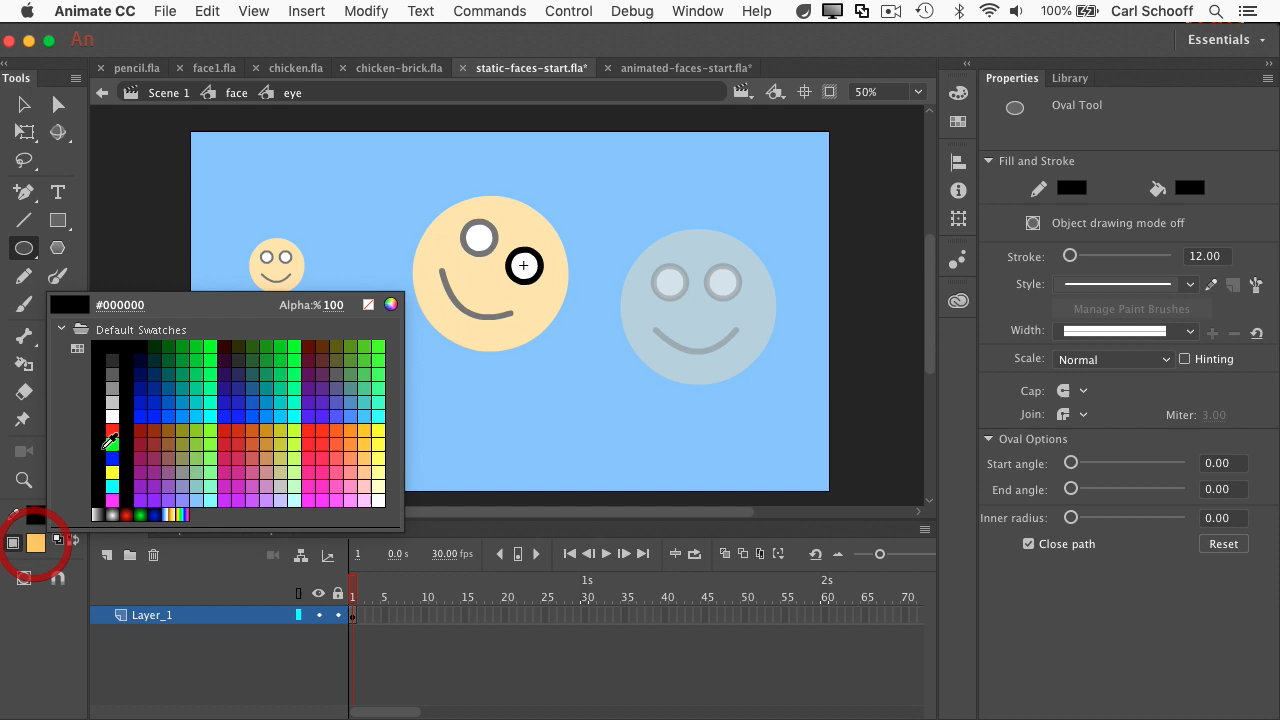 Animate CC File Edit View Insert Modify Text Commands Control Debug Window Help 100% Carl Schooff
An Essentials
Tools pencil.fla face1.fla chicken.fla chicken-brick.fla static-faces-start.fla* animated-faces-start.fla* Properties Library
Scene 1 face eye 50%
Oval Tool
Fill and Stroke
Object drawing mode off
Stroke: 12.00
Style:
Manage Paint Brushes
Width:
Scale: Normal Hinting
Cap:
Join: Miter: 3.00
Oval Options
Start angle: 0.00
End angle: 0.00
Inner radius: 0.00
Close path Reset
#000000 Alpha:% 100
Default Swatches
1 0.0 s 30.00 fps
1s 2s
1 5 10 15 20 25 30 35 40 45 50 55 60 65 70
Layer_1